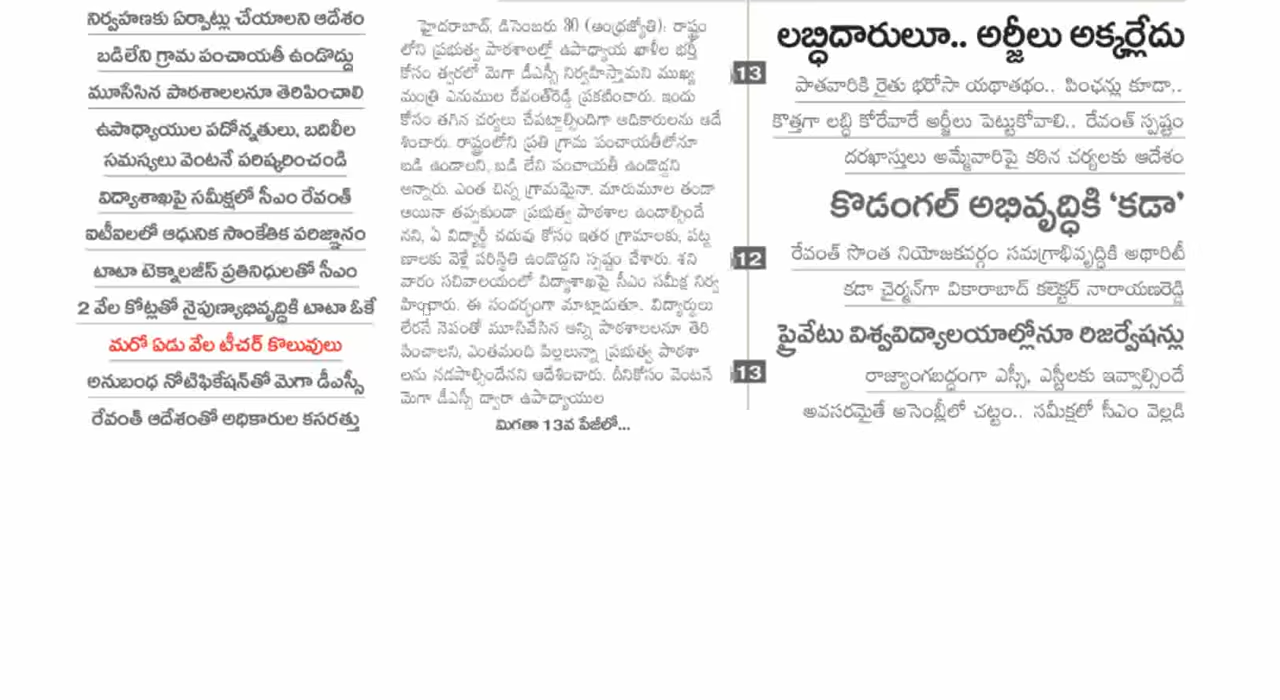 నిర్వహణకు ఏర్పాట్లు చేయాలని ఆదేశం
బడిలేని గ్రామ పంచాయతీ ఉండొద్దు
మూసేసిన పాఠశాలలనూ తెరిపించాలి
ఉపాధ్యాయుల పదోన్నతులు, బదిలీల
సమస్యలు వెంటనే పరిష్కరించండి
విద్యాశాఖపై సమీక్షలో సీఎం రేవంత్
ఐటీఐలలో ఆధునిక సాంకేతిక పరిజ్ఞానం
టాటా టెక్నాలజీస్ ప్రతినిధులతో సీఎం
2 వేల కోట్లతో నైపుణ్యాభివృద్ధికి టాటా ఓకే
మరో ఏడు వేల టీచర్ కొలువులు
అనుబంధ నోటిఫికేషన్‌తో మెగా డీఎస్సీ
రేవంత్ ఆదేశంతో అధికారుల కసరత్తు
హైదరాబాద్, డిసెంబరు 30 (ఆంధ్రజ్యోతి): రాష్ట్రం
లోని ప్రభుత్వ పాఠశాలల్లో ఉపాధ్యాయ ఖాళీల భర్తీ
కోసం త్వరలో మెగా డీఎస్సీ నిర్వహిస్తామని ముఖ్య
మంత్రి ఎనుముల రేవంత్‌రెడ్డి ప్రకటించారు. ఇందు
కోసం తగిన చర్యలు చేపట్టాల్సిందిగా అధికారులను ఆదే
శించారు. రాష్ట్రంలోని ప్రతి గ్రామ పంచాయతీలోనూ
బడి ఉండాలని, బడి లేని పంచాయతీ ఉండొద్దని
అన్నారు. ఎంత చిన్న గ్రామమైనా, మారుమూల తండా
అయినా తప్పకుండా ప్రభుత్వ పాఠశాల ఉండాల్సిందే
నని, ఏ విద్యార్థీ చదువు కోసం ఇతర గ్రామాలకు, పట్ట
ణాలకు వెళ్లే పరిస్థితి ఉండొద్దని స్పష్టం చేశారు. శని
వారం సచివాలయంలో విద్యాశాఖపై సీఎం సమీక్ష నిర్వ
హించారు. ఈ సందర్భంగా మాట్లాడుతూ.. విద్యార్థులు
లేరనే నెపంతో మూసివేసిన అన్ని పాఠశాలలనూ తెరి
పించాలని, ఎంతమంది పిల్లలున్నా ప్రభుత్వ పాఠశా
లను నడపాల్సిందేనని ఆదేశించారు. దీనికోసం వెంటనే
మెగా డీఎస్సీ ద్వారా ఉపాధ్యాయుల
మిగతా 13వ పేజీలో...
లబ్ధిదారులూ.. అర్జీలు అక్కర్లేదు
13
పాతవారికి రైతు భరోసా యథాతథం.. పింఛన్లు కూడా..
కొత్తగా లబ్ధి కోరేవారే అర్జీలు పెట్టుకోవాలి.. రేవంత్ స్పష్టం
దరఖాస్తులు అమ్మేవారిపై కఠిన చర్యలకు ఆదేశం
కొడంగల్ అభివృద్ధికి ‘కడా’
12
రేవంత్ సొంత నియోజకవర్గం సమగ్రాభివృద్ధికి అథారిటీ
కడా చైర్మన్‌గా వికారాబాద్ కలెక్టర్ నారాయణరెడ్డి
ప్రైవేటు విశ్వవిద్యాలయాల్లోనూ రిజర్వేషన్లు
13
రాజ్యాంగబద్ధంగా ఎస్సీ, ఎస్టీలకు ఇవ్వాల్సిందే
అవసరమైతే అసెంబ్లీలో చట్టం.. సమీక్షలో సీఎం వెల్లడి